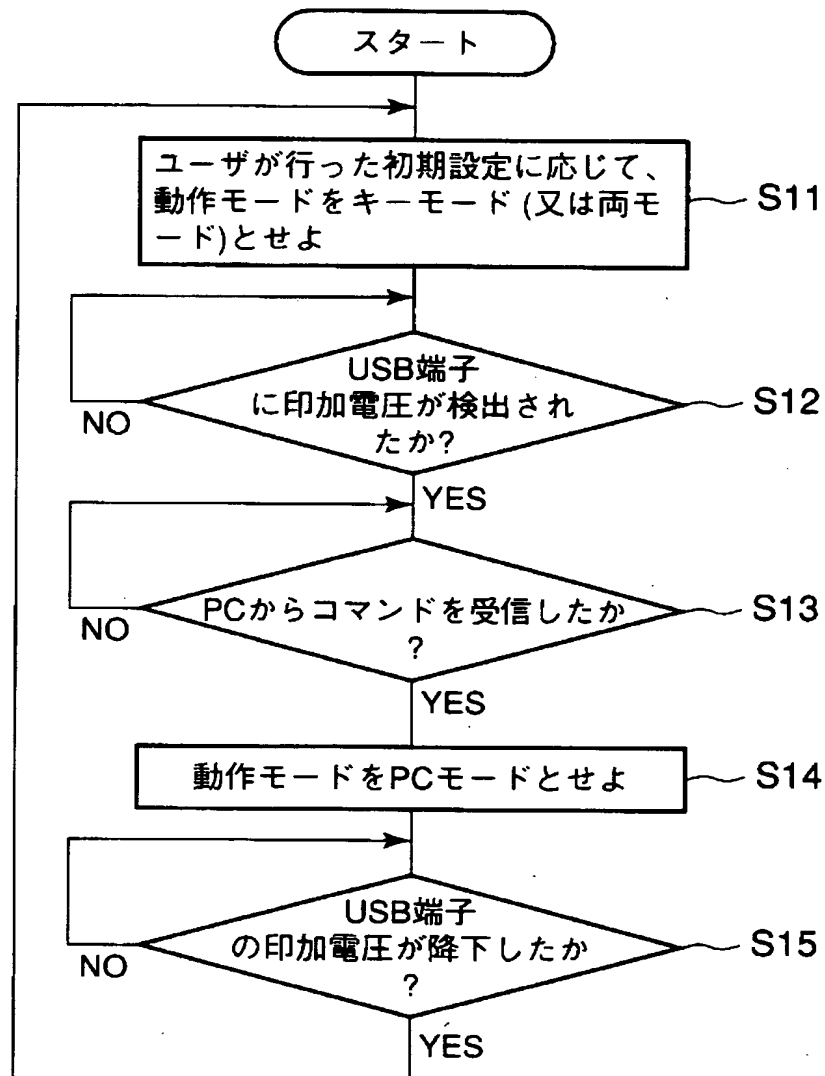 スタート
ユーザが行った初期設定に応じて、
動作モードをキーモード(又は両モ
ード)とせよ
S11
USB端子
に印加電圧が検出され
たか?
S12
NO
YES
PCからコマンドを受信したか
?
S13
NO
YES
動作モードをPCモードとせよ
S14
USB端子
の印加電圧が降下したか
?
S15
NO
YES